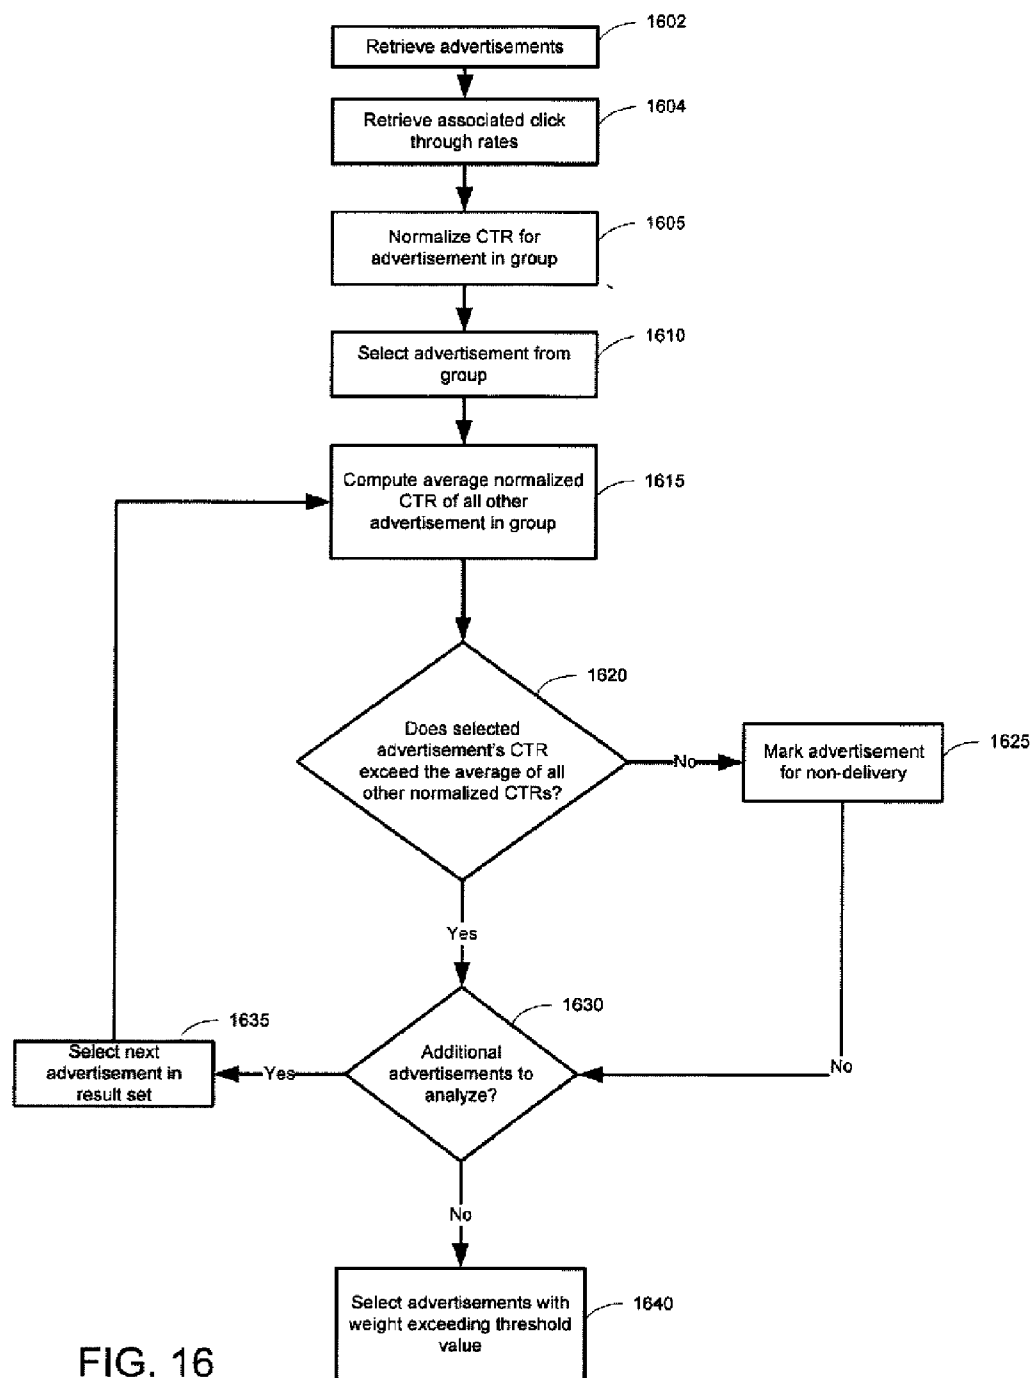 1602
Retrieve advertisements
1604
Retrieve associated click
through rates
1605
Normalize CTR for
advertisement in group
1610
Select advertisement from
group
Compute average normalized
CTR of all other
advertisement in group
1615
1620
Does selected
advertisement's CTR
exceed the average of all
other normalized CTRs?
No
Mark advertisement
for non-delivery
1625
Yes
1630
Additional
advertisements to
analyze?
No
Yes
1635
Select next
advertisement in
result set
No
Select advertisements with
weight exceeding threshold
value
1640
FIG. 16